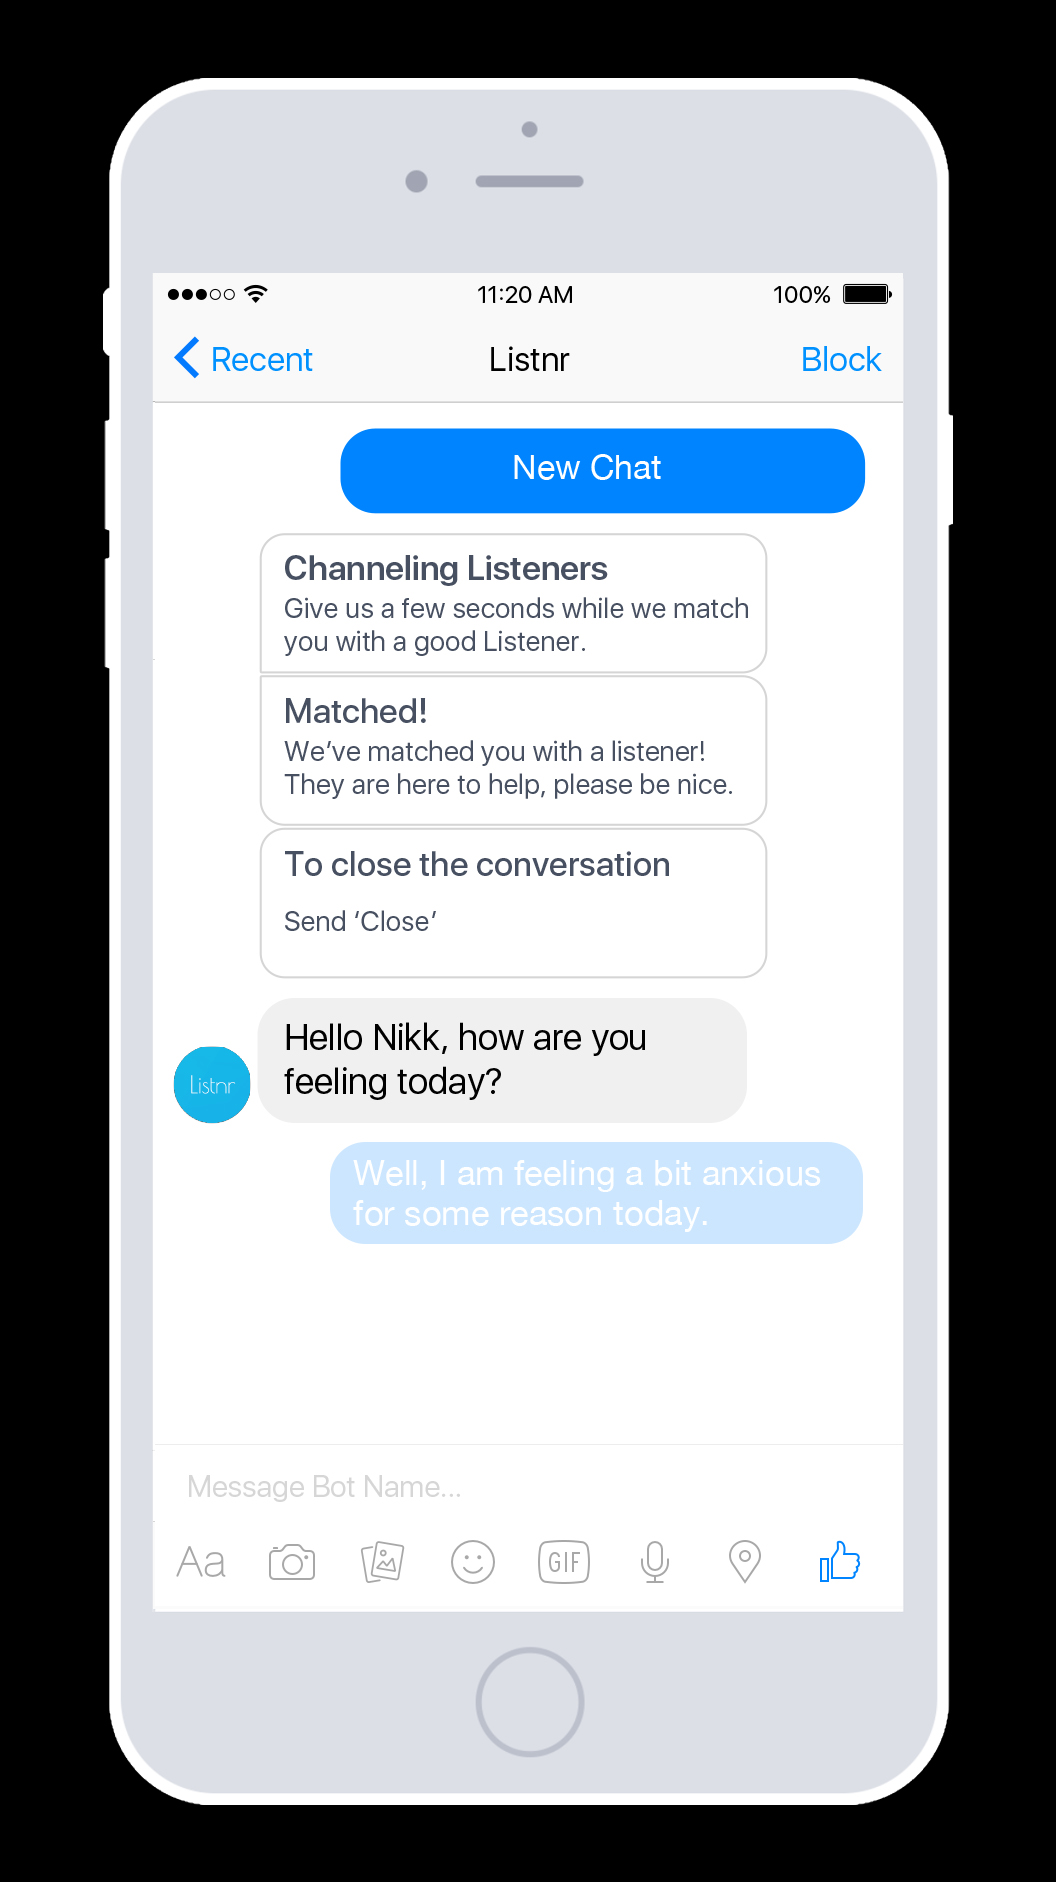 11:20 AM
100%
Recent
Listnr
Block
New Chat
Channeling Listeners
Give us a few seconds while we match
you with a good Listener.
Matched!
We’ve matched you with a listener!
They are here to help, please be nice.
To close the conversation
Send ‘Close’
Hello Nikk, how are you
feeling today?
Listnr
Well, I am feeling a bit anxious
for some reason today.
Message Bot Name...
Aa
GIF